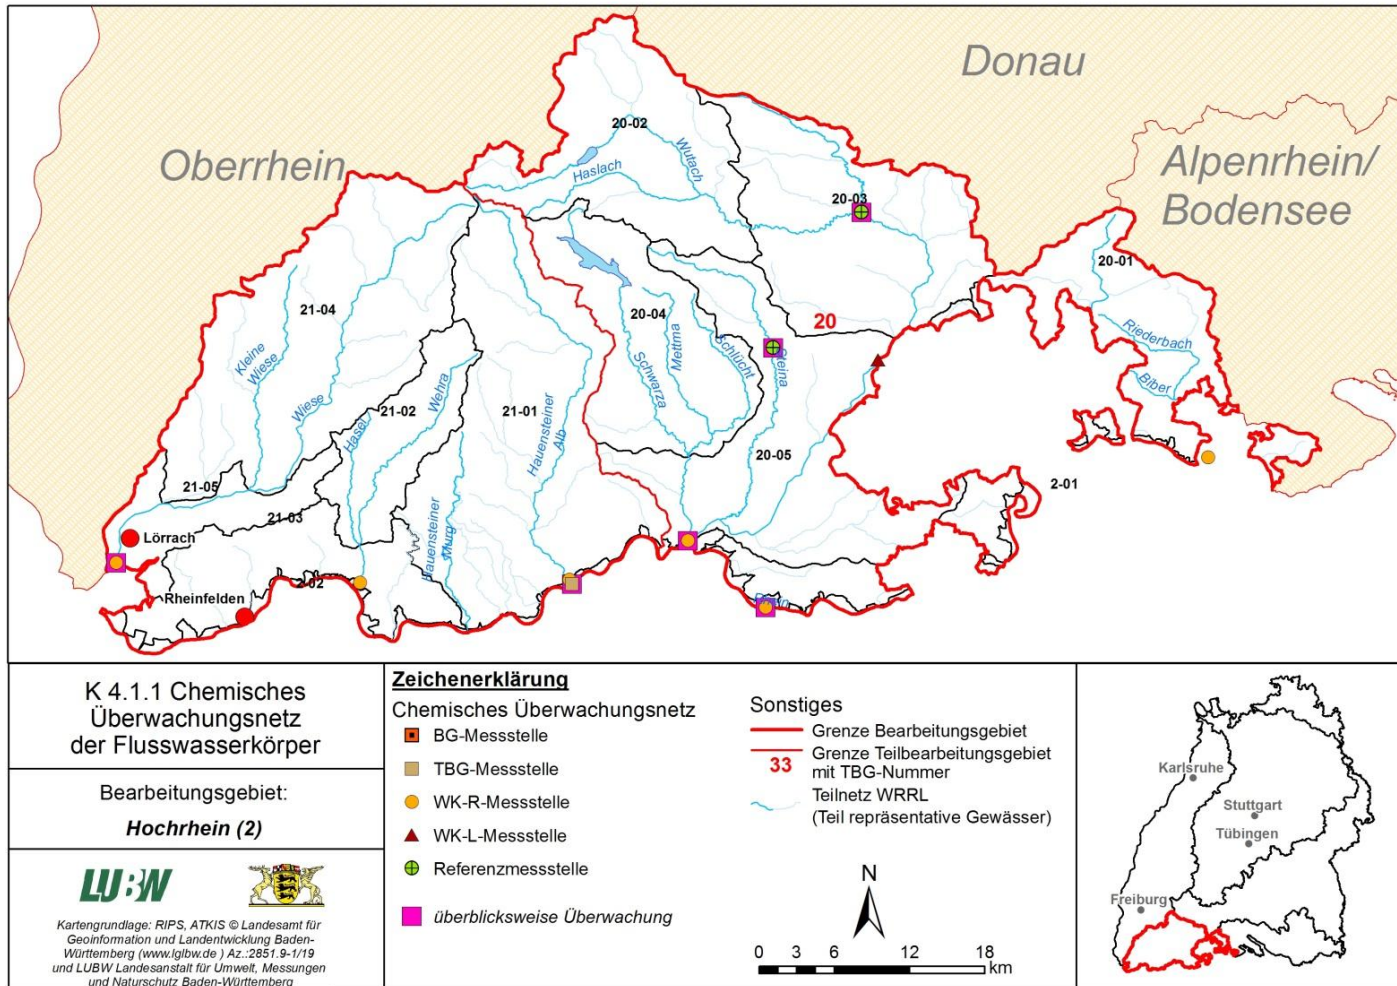 Donau
Oberrhein
Alpenrhein/
Bodensee
20-02
Wutach
Haslach
20-03
20-01
21-04
20-04
20
Riederbach
Mettma
Schlücht
Steina
Kleine
Wiese
Schwarza
Biber
Wehra
Wiese
21-02
21-01
Hauensteiner
Alb
Hasel
20-05
21-05
2-01
21-03
Hauensteiner
Murg
Lörrach
2-02
Rheinfelden
K 4.1.1 Chemisches
Überwachungsnetz
der Flusswasserkörper
Bearbeitungsgebiet:
Hochrhein (2)
LUBW
Kartengrundlage: RIPS, ATKIS © Landesamt für
Geoinformation und Landentwicklung Baden-
Württemberg (www.lglbw.de ) Az.:2851.9-1/19
und LUBW Landesanstalt für Umwelt, Messungen
und Naturschutz Baden-Württemberg
Zeichenerklärung
Chemisches Überwachungsnetz
BG-Messstelle
TBG-Messstelle
WK-R-Messstelle
WK-L-Messstelle
Referenzmessstelle
überblicksweise Überwachung
Sonstiges
Grenze Bearbeitungsgebiet
Grenze Teilbearbeitungsgebiet
33 mit TBG-Nummer
Teilnetz WRRL
(Teil repräsentative Gewässer)
N
0 3 6 12 18
km
Karlsruhe
Stuttgart
Tübingen
Freiburg